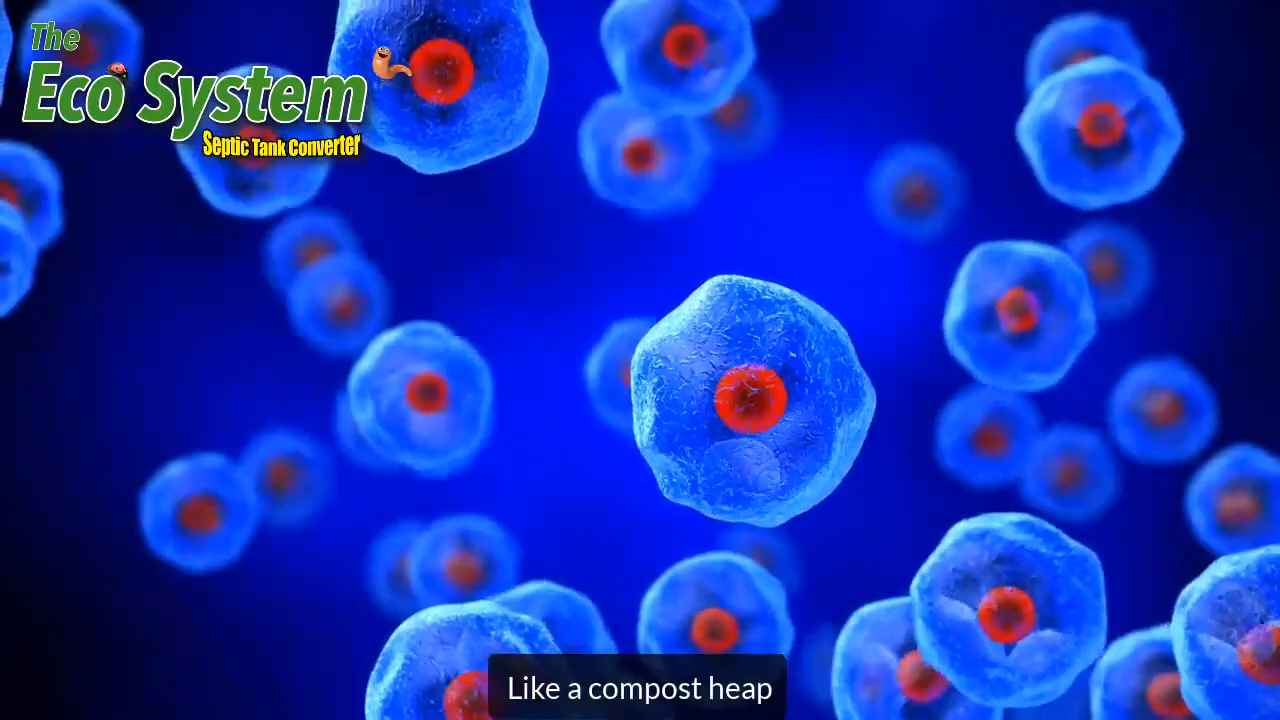 The
Eco System
Septic Tank Converter
Like a compost heap